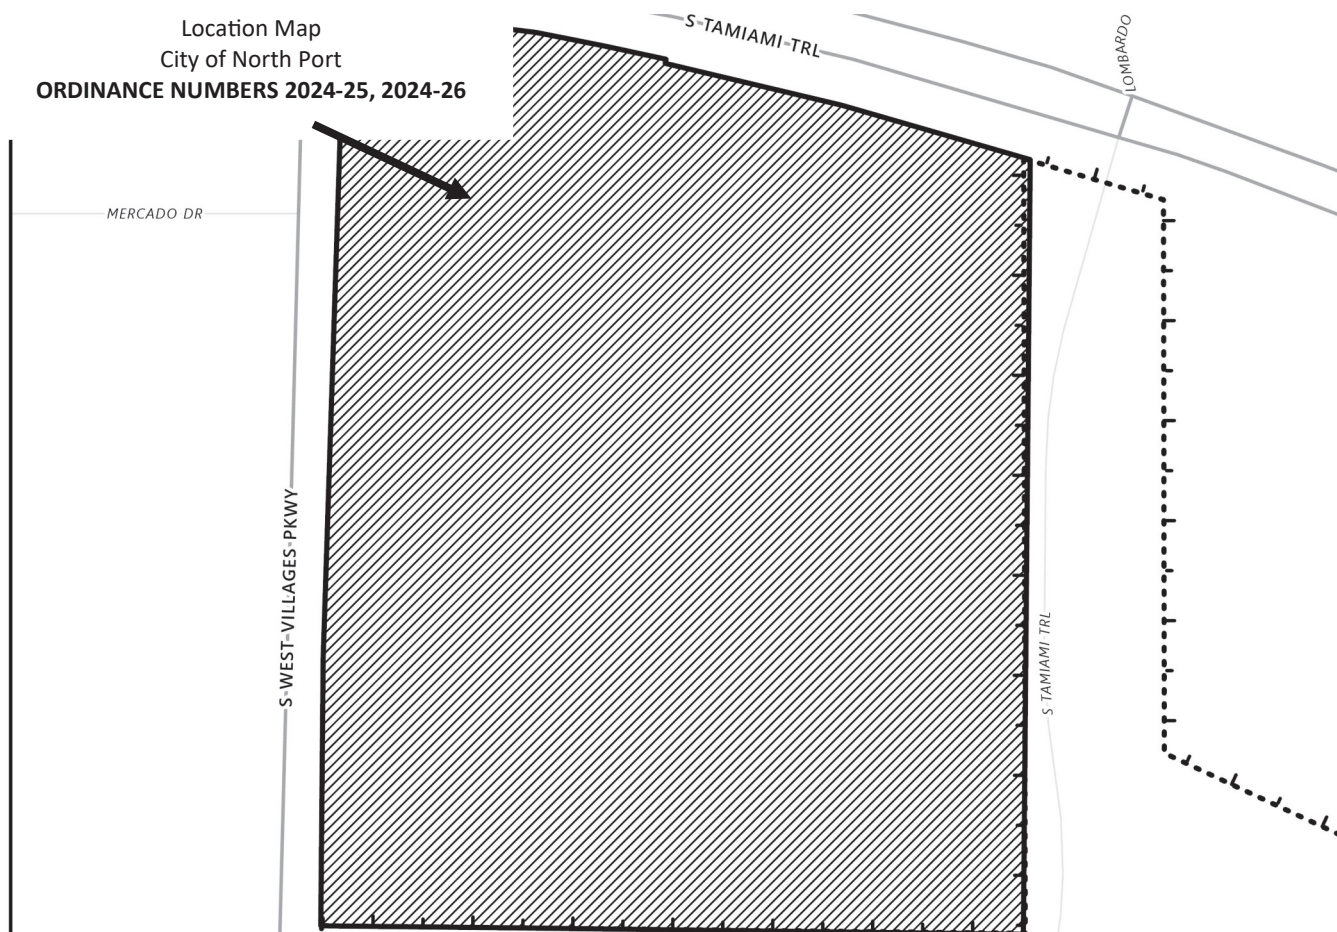 Location Map
City of North Port
ORDINANCE NUMBERS 2024-25, 2024-26
S TAMIAMI TRL
LOMBARDO
MERCADO DR
S WEST VILLAGES PKWY
S TAMIAMI TRL